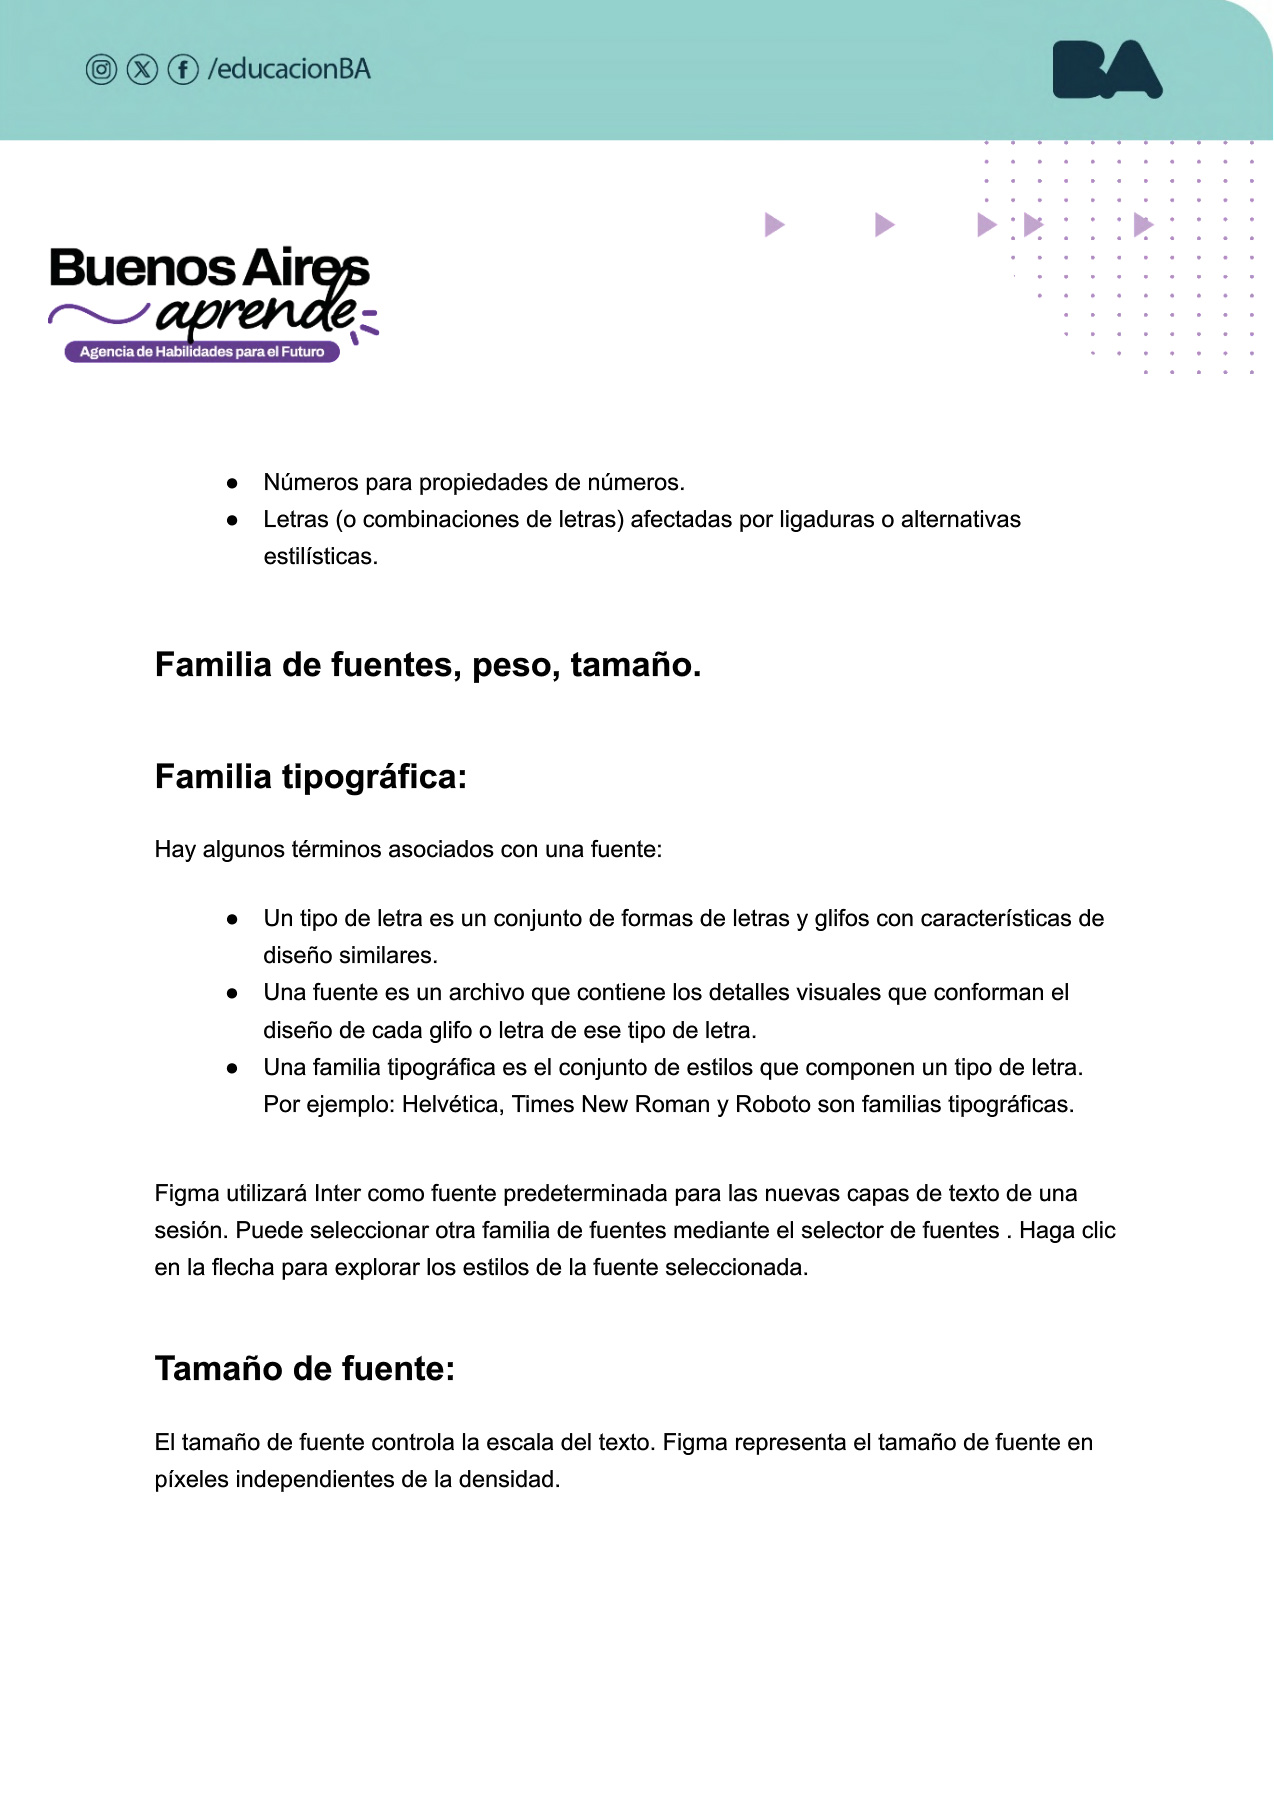 /educacionBA
BA
Buenos Aires
aprende
Agencia de Habilidades para el Futuro
● Números para propiedades de números.
● Letras (o combinaciones de letras) afectadas por ligaduras o alternativas
estilísticas.
Familia de fuentes, peso, tamaño.
Familia tipográfica:
Hay algunos términos asociados con una fuente:
● Un tipo de letra es un conjunto de formas de letras y glifos con características de
diseño similares.
● Una fuente es un archivo que contiene los detalles visuales que conforman el
diseño de cada glifo o letra de ese tipo de letra.
● Una familia tipográfica es el conjunto de estilos que componen un tipo de letra.
Por ejemplo: Helvética, Times New Roman y Roboto son familias tipográficas.
Figma utilizará Inter como fuente predeterminada para las nuevas capas de texto de una
sesión. Puede seleccionar otra familia de fuentes mediante el selector de fuentes . Haga clic
en la flecha para explorar los estilos de la fuente seleccionada.
Tamaño de fuente:
El tamaño de fuente controla la escala del texto. Figma representa el tamaño de fuente en
píxeles independientes de la densidad.